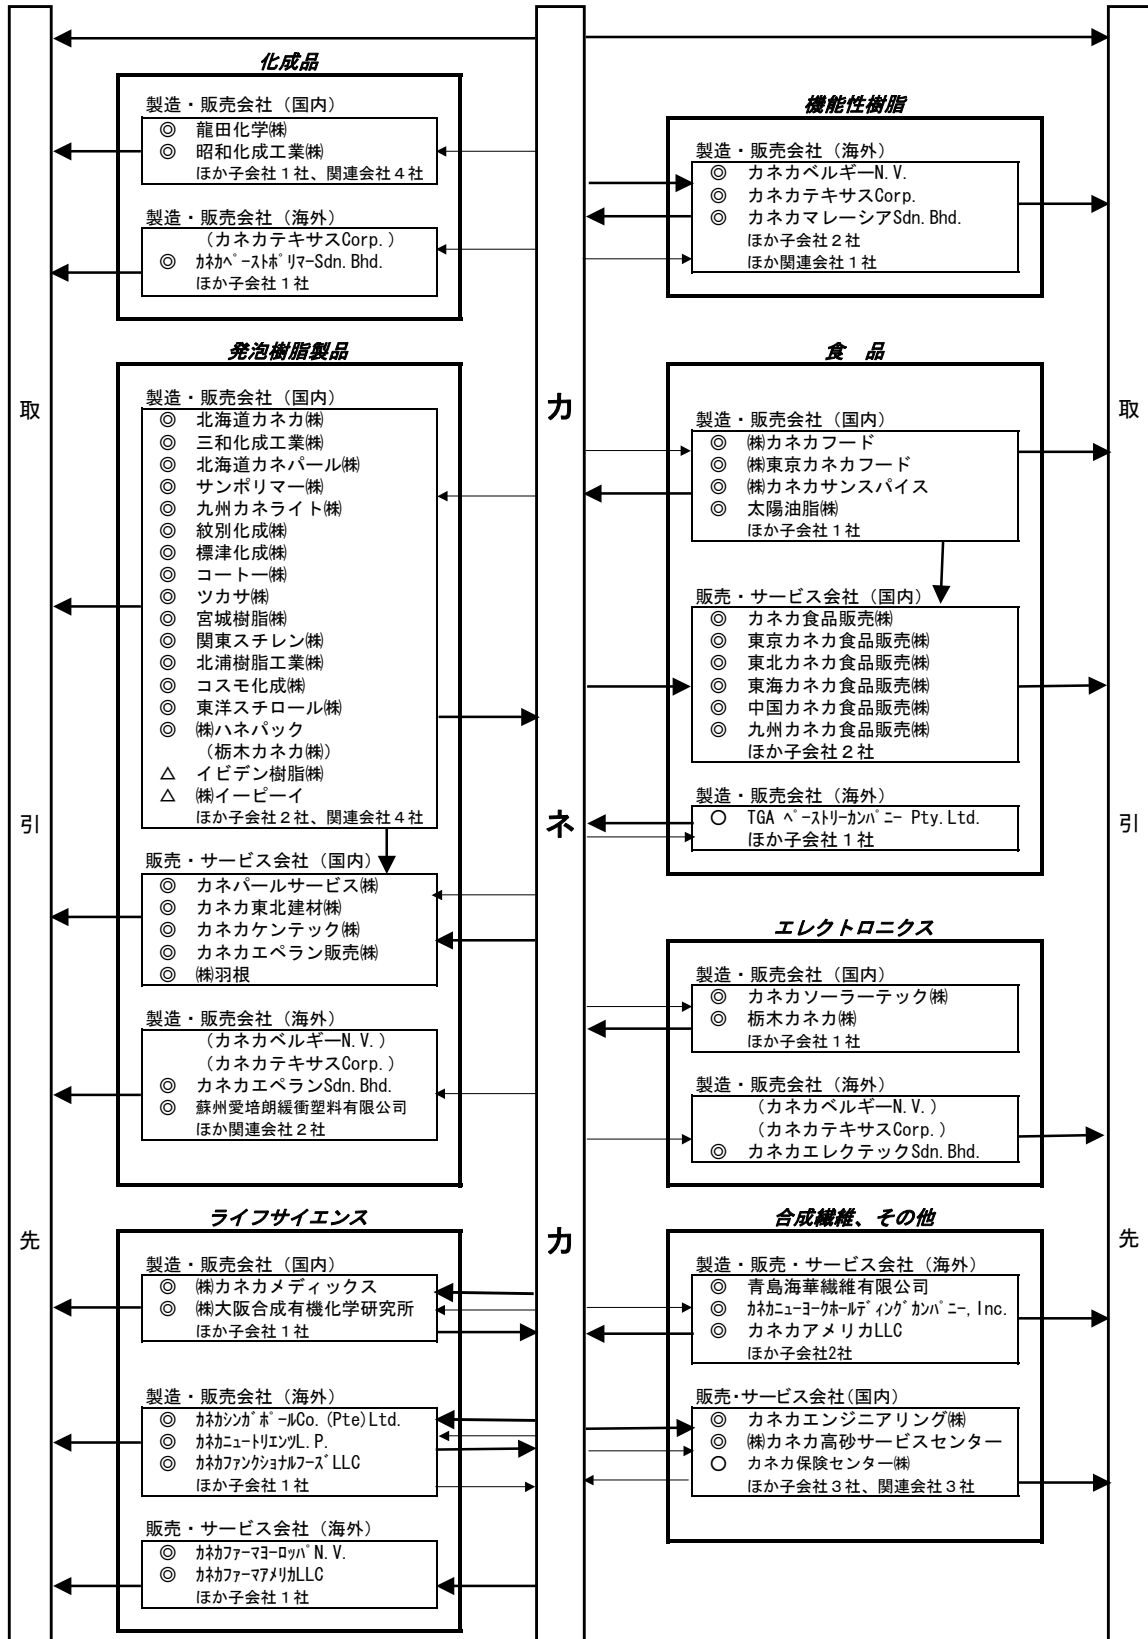 取引先
化成品
製造・販売会社（国内）
◎ 龍田化学㈱
◎ 昭和化成工業㈱
ほか子会社１社、関連会社４社
製造・販売会社（海外）
（カネカテキサスCorp.）
◎ ｶﾈｶﾍﾟｰｽﾄﾎﾟﾘﾏｰSdn.Bhd.
ほか子会社１社
発泡樹脂製品
製造・販売会社（国内）
◎ 北海道カネカ㈱
◎ 三和化成工業㈱
◎ 北海道カネパール㈱
◎ サンポリマー㈱
◎ 九州カネライト㈱
◎ 紋別化成㈱
◎ 標津化成㈱
◎ コートー㈱
◎ ツカサ㈱
◎ 宮城樹脂㈱
◎ 関東スチレン㈱
◎ 北浦樹脂工業㈱
◎ コスモ化成㈱
◎ 東洋スチロール㈱
◎ ㈱ハネパック
（栃木カネカ㈱）
△ イビデン樹脂㈱
△ ㈱イーピーイ
ほか子会社２社、関連会社４社
販売・サービス会社（国内）
◎ カネパールサービス㈱
◎ カネカ東北建材㈱
◎ カネカケンテック㈱
◎ カネカエペラン販売㈱
◎ ㈱羽根
製造・販売会社（海外）
（カネカベルギーN.V.）
（カネカテキサスCorp.）
◎ カネカエペランSdn.Bhd.
◎ 蘇州愛培朗緩衝塑料有限公司
ほか関連会社２社
ライフサイエンス
製造・販売会社（国内）
◎ ㈱カネカメディックス
◎ ㈱大阪合成有機化学研究所
ほか子会社１社
製造・販売会社（海外）
◎ ｶﾈｶｼﾝｶﾞﾎﾟｰﾙCo.(Pte)Ltd.
◎ ｶﾈｶﾆｭｰﾄﾘｴﾝﾂL.P.
◎ ｶﾈｶﾌｧﾝｸｼｮﾅﾙﾌｰｽﾞLLC
ほか子会社１社
販売・サービス会社（海外）
◎ ｶﾈｶﾌｧｰﾏﾖｰﾛｯﾊﾟN.V.
◎ ｶﾈｶﾌｧｰﾏｱﾒﾘｶLLC
ほか子会社１社
カネカ
機能性樹脂
製造・販売会社（海外）
◎ カネカベルギーN.V.
◎ カネカテキサスCorp.
◎ カネカマレーシアSdn.Bhd.
ほか子会社２社
ほか関連会社１社
食 品
製造・販売会社（国内）
◎ ㈱カネカフード
◎ ㈱東京カネカフード
◎ ㈱カネカサンスパイス
◎ 太陽油脂㈱
ほか子会社１社
販売・サービス会社（国内）
◎ カネカ食品販売㈱
◎ 東京カネカ食品販売㈱
◎ 東北カネカ食品販売㈱
◎ 東海カネカ食品販売㈱
◎ 中国カネカ食品販売㈱
◎ 九州カネカ食品販売㈱
ほか子会社２社
製造・販売会社（海外）
○ TGA ﾍﾟｰｽﾄﾘｰｶﾝﾊﾟﾆｰ Pty.Ltd.
ほか子会社１社
エレクトロニクス
製造・販売会社（国内）
◎ カネカソーラーテック㈱
◎ 栃木カネカ㈱
ほか子会社１社
製造・販売会社（海外）
（カネカベルギーN.V.）
（カネカテキサスCorp.）
◎ カネカエレクテックSdn.Bhd.
合成繊維、その他
製造・販売・サービス会社（海外）
◎ 青島海華繊維有限公司
◎ ｶﾈｶﾆｭｰﾖｰｸﾎｰﾙﾃﾞｨﾝｸﾞｶﾝﾊﾟﾆｰ,Inc.
◎ カネカアメリカLLC
ほか子会社2社
販売・サービス会社（国内）
◎ カネカエンジニアリング㈱
◎ ㈱カネカ高砂サービスセンター
○ カネカ保険センター㈱
ほか子会社３社、関連会社３社
取引先